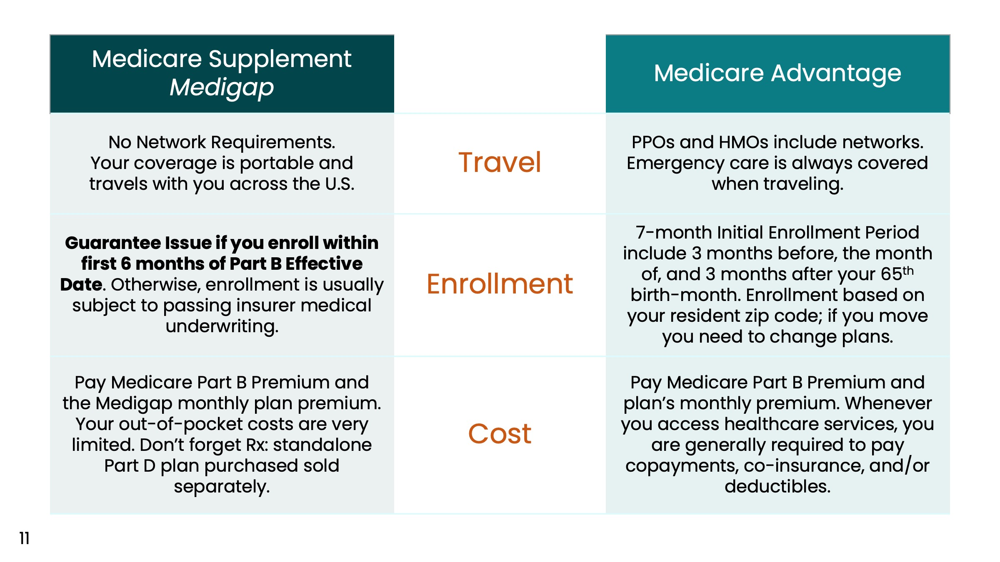 Medicare Supplement
Medigap
Medicare Advantage
No Network Requirements.
Your coverage is portable and
travels with you across the U.S.
Travel
PPOs and HMOs include networks.
Emergency care is always covered
when traveling.
Guarantee Issue if you enroll within
first 6 months of Part B Effective
Date. Otherwise, enrollment is usually
subject to passing insurer medical
underwriting.
Enrollment
7-month Initial Enrollment Period
include 3 months before, the month
of, and 3 months after your 65th
birth-month. Enrollment based on
your resident zip code; if you move
you need to change plans.
Pay Medicare Part B Premium and
the Medigap monthly plan premium.
Your out-of-pocket costs are very
limited. Don’t forget Rx: standalone
Part D plan purchased sold
separately.
Cost
Pay Medicare Part B Premium and
plan’s monthly premium. Whenever
you access healthcare services, you
are generally required to pay
copayments, co-insurance, and/or
deductibles.
11